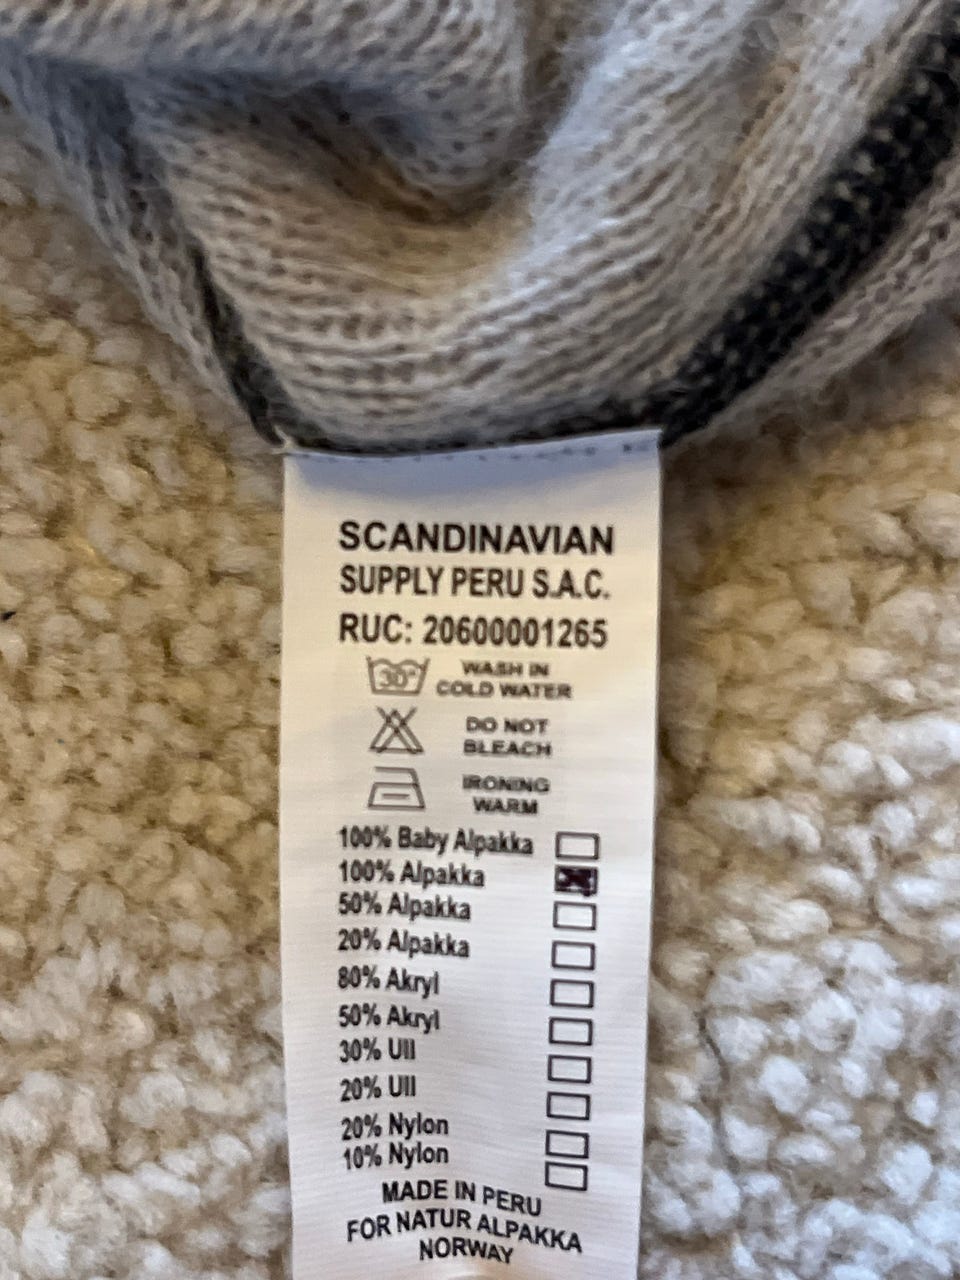 SCANDINAVIAN
SUPPLY PERU S.A.C.
RUC: 20600001265
30° WASH IN
COLD WATER
DO NOT
BLEACH
IRONING
WARM
100% Baby Alpakka
100% Alpakka
50% Alpakka
20% Alpakka
80% Akryl
50% Akryl
30% Ull
20% Ull
20% Nylon
10% Nylon
MADE IN PERU
FOR NATUR ALPAKKA
NORWAY